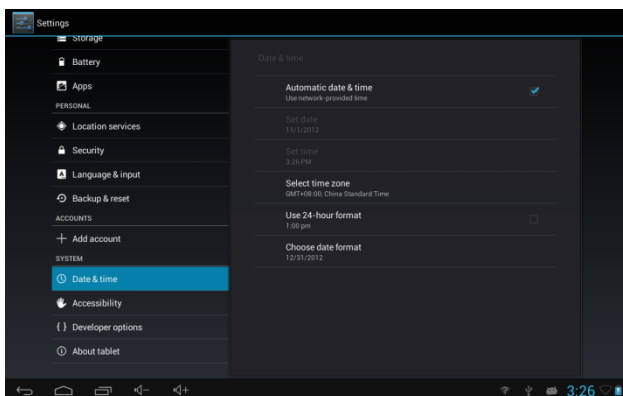 Settings
Storage
Battery
Apps
PERSONAL
Location services
Security
Language & input
Backup & reset
ACCOUNTS
Add account
SYSTEM
Date & time
Accessibility
Developer options
About tablet
Date & time
Automatic date & time
Use network-provided time
Set date
11/1/2012
Set time
3:26 PM
Select time zone
GMT+08:00, China Standard Time
Use 24-hour format
1:00 pm
Choose date format
12/31/2012
3:26